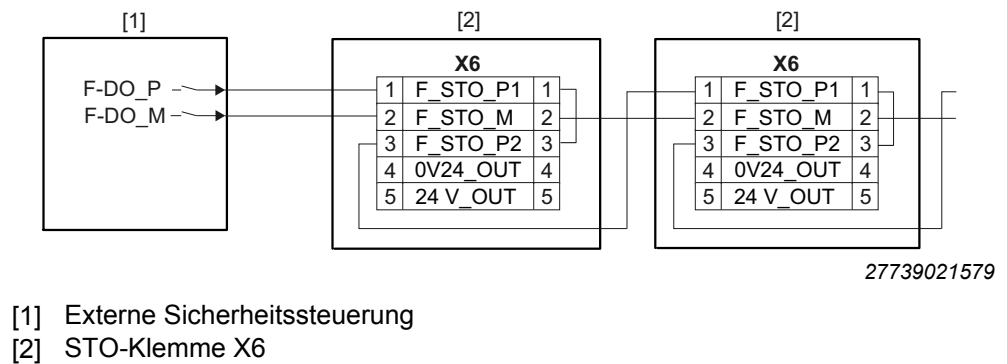 [1] [2] [2]
X6 X6
F-DO_P 1 F_STO_P1 1 1 F_STO_P1 1
F-DO_M 2 F_STO_M 2 2 F_STO_M 2
3 F_STO_P2 3 3 F_STO_P2 3
4 0V24_OUT 4 4 0V24_OUT 4
5 24 V_OUT 5 5 24 V_OUT 5
27739021579
[1] Externe Sicherheitssteuerung
[2] STO-Klemme X6